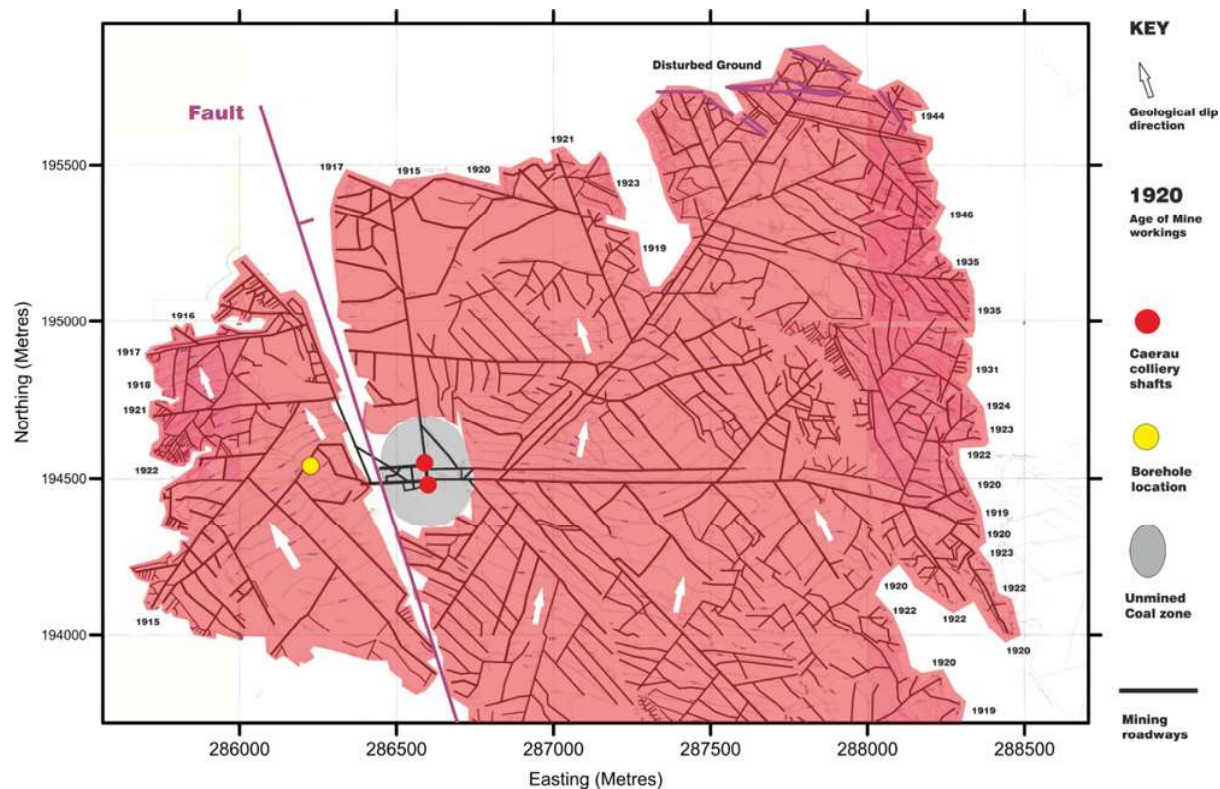 KEY
Geological dip
direction
1920
Age of Mine
workings
Caerau
colliery
shafts
Borehole
location
Unmined
Coal zone
Mining
roadways
Disturbed Ground
Fault
1944
1921
1917
1915
1920
1923
1946
1919
1935
1916
1935
1917
1931
1918
1921
1924
1923
1922
1922
1920
1919
1920
1923
1920
1922
1922
1915
1922
1920
1920
1919
195500
195000
194500
194000
Northing (Metres)
286000 286500 287000 287500 288000 288500
Easting (Metres)